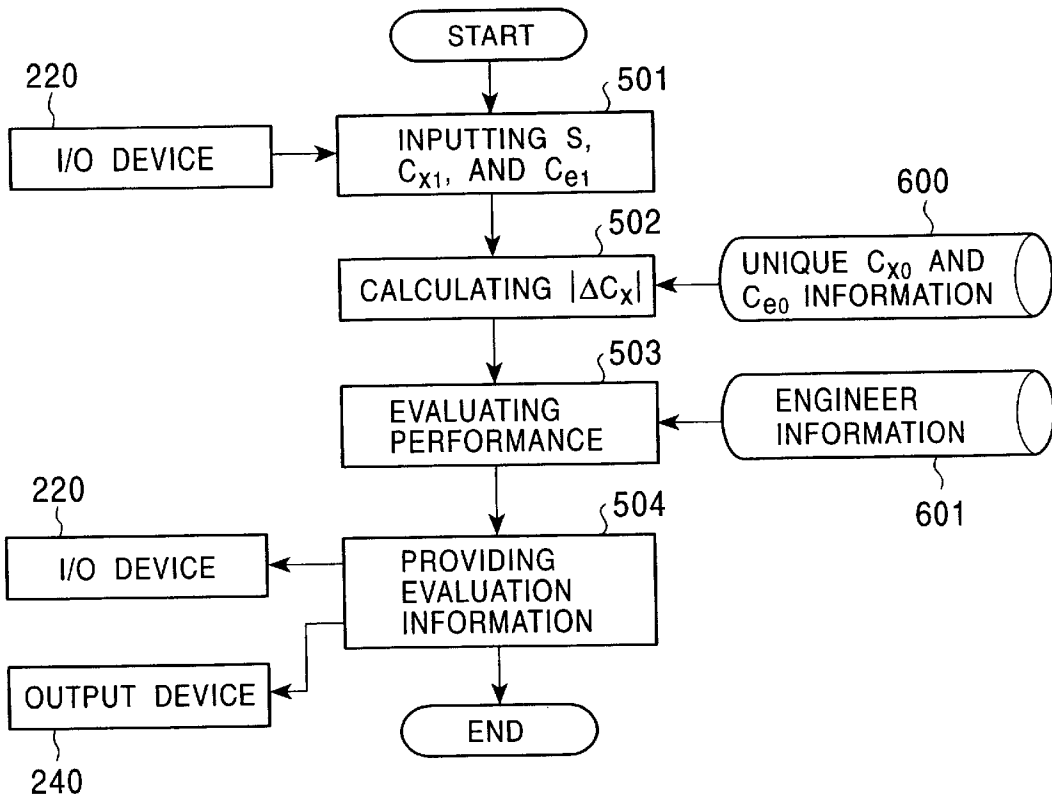 START
220
501
I/O DEVICE
INPUTTING S,
Cx1, AND Ce1
502
600
CALCULATING |ΔCx|
UNIQUE Cx0 AND
Ce0 INFORMATION
503
EVALUATING
PERFORMANCE
ENGINEER
INFORMATION
601
220
504
I/O DEVICE
PROVIDING
EVALUATION
INFORMATION
OUTPUT DEVICE
240
END